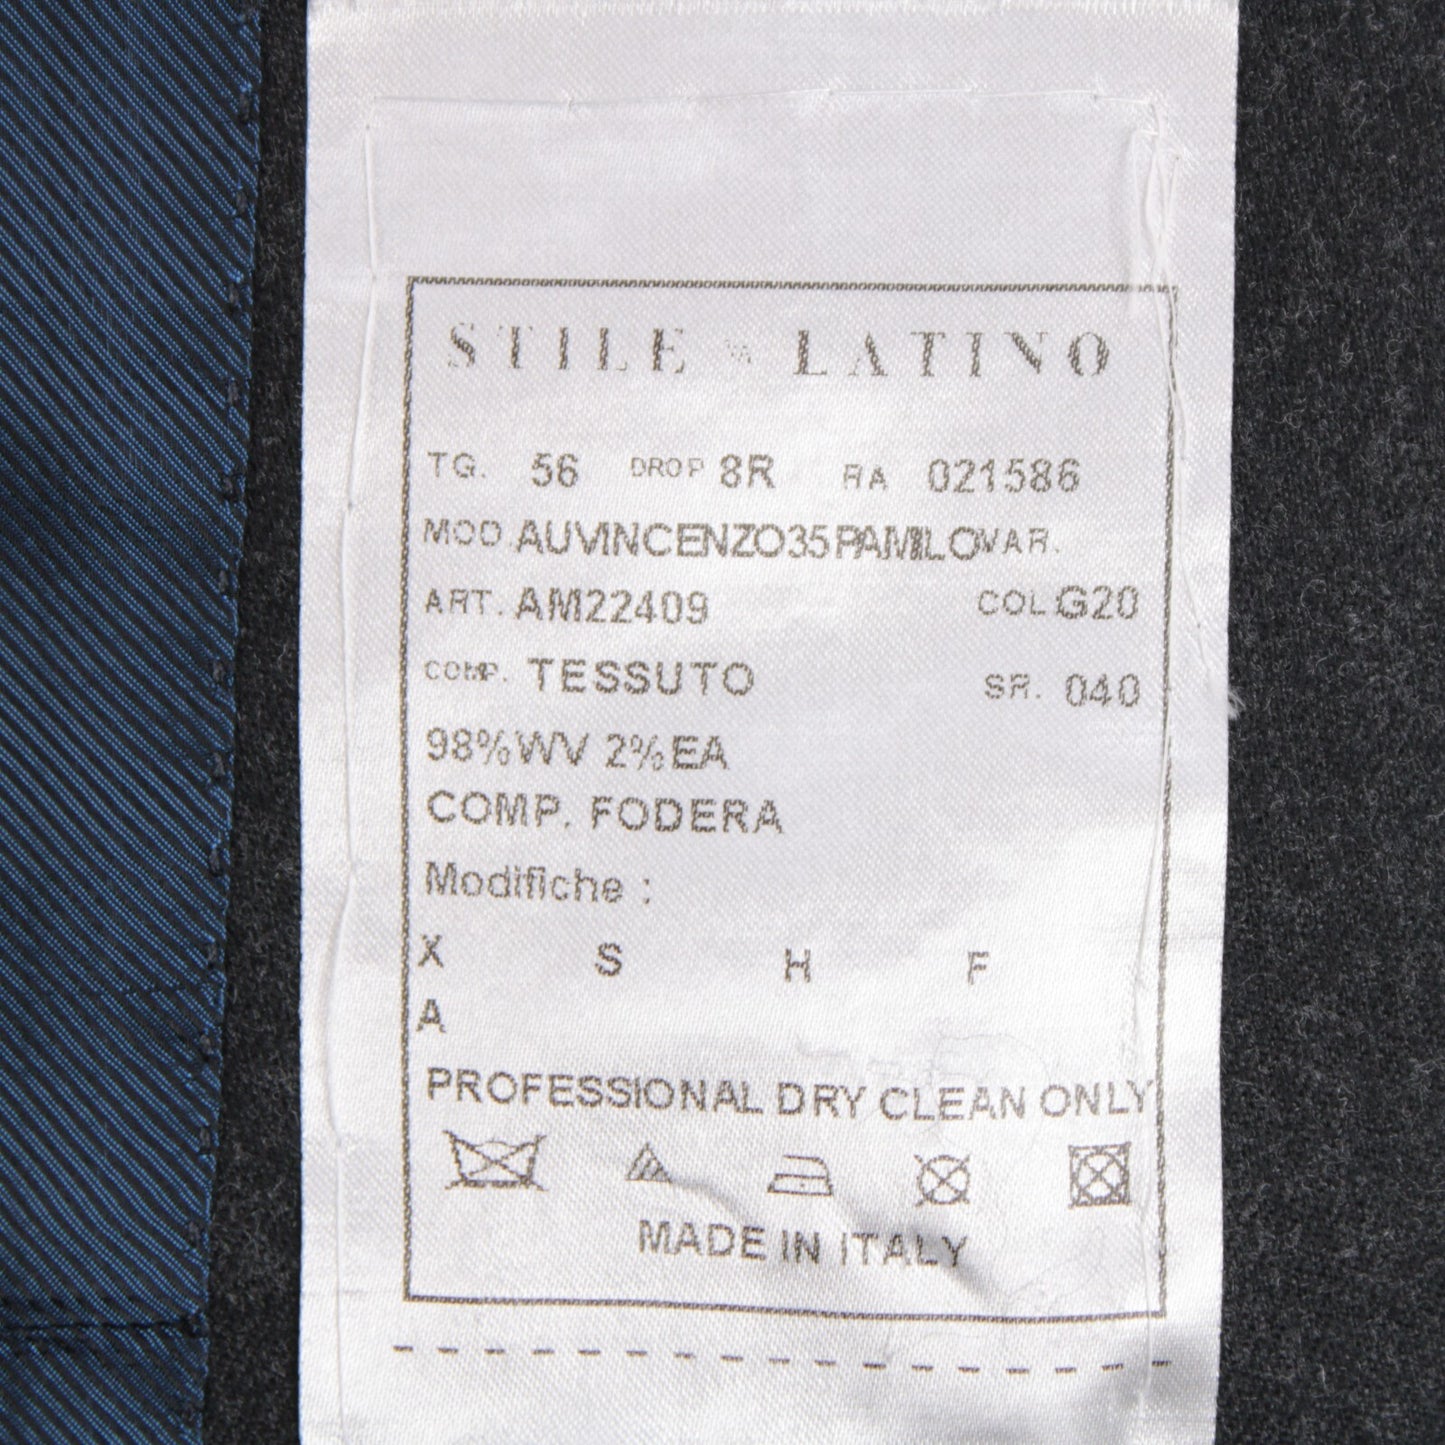 STILE LATINO
TG. 56 DROP 8R RA 021586
MOD AUVINCENZO35PAMILOVAR.
ART. AM22409 COL G20
COMP. TESSUTO SR. 040
98%WV 2%EA
COMP. FODERA
Modifiche :
X S H F
A
PROFESSIONAL DRY CLEAN ONLY
MADE IN ITALY